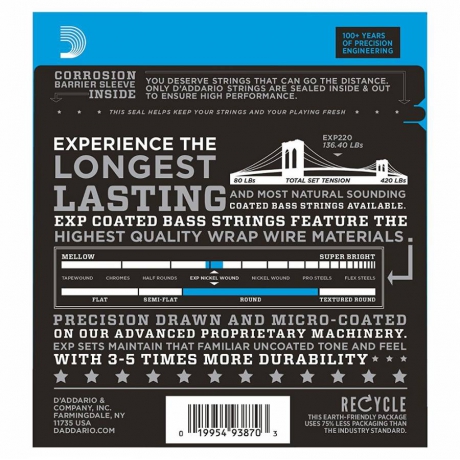 100+ YEARS
OF PRECISION
ENGINEERING
CORROSION
BARRIER SLEEVE
INSIDE
YOU DESERVE STRINGS THAT CAN GO THE DISTANCE.
ONLY D'ADDARIO STRINGS ARE SEALED INSIDE & OUT
TO ENSURE HIGH PERFORMANCE.
THIS SEAL HELPS KEEP YOUR STRINGS AND YOUR PLAYING FRESH
EXPERIENCE THE
LONGEST
LASTING
EXP220
136.40 LBs
80 LBs TOTAL SET TENSION 420 LBs
AND MOST NATURAL SOUNDING
COATED BASS STRINGS AVAILABLE.
EXP COATED BASS STRINGS FEATURE THE
HIGHEST QUALITY WRAP WIRE MATERIALS
MELLOW SUPER BRIGHT
TAPEWOUND CHROMES HALF ROUNDS EXP NICKEL WOUND NICKEL WOUND PRO STEELS FLEX STEELS
FLAT SEMI-FLAT ROUND TEXTURED ROUND
PRECISION DRAWN AND MICRO-COATED
ON OUR ADVANCED PROPRIETARY MACHINERY.
EXP SETS MAINTAIN THAT FAMILIAR UNCOATED TONE AND FEEL
WITH 3-5 TIMES MORE DURABILITY
D'ADDARIO &
COMPANY, INC.
FARMINGDALE, NY
11735 USA
DADDARIO.COM
0 19954 93870 3
RECYCLE
THIS EARTH-FRIENDLY PACKAGE
USES 75% LESS PACKAGING THAN
THE INDUSTRY STANDARD.